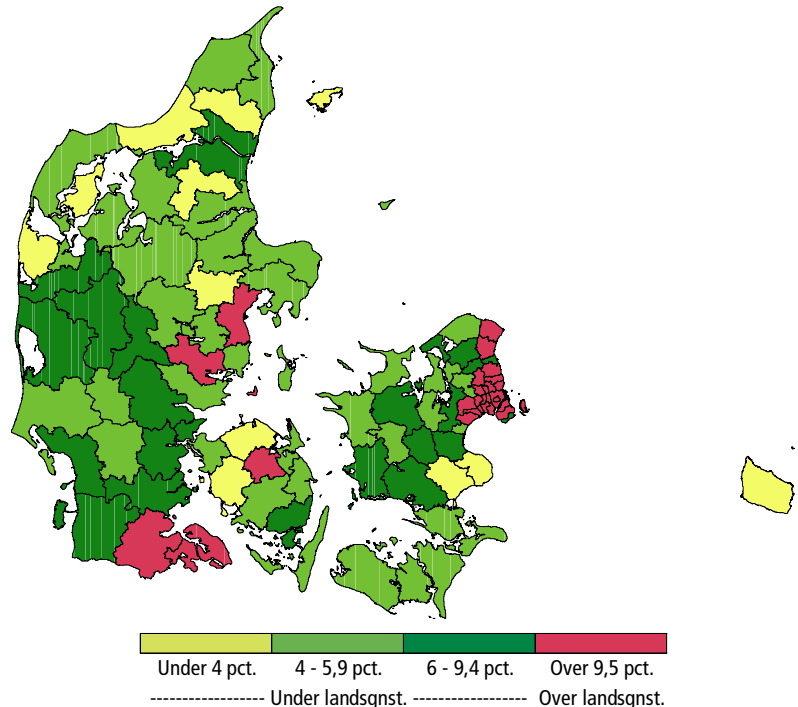 Under 4 pct. 4 - 5,9 pct. 6 - 9,4 pct. Over 9,5 pct.
------------------ Under landsgnst. ------------------ Over landsgnst.